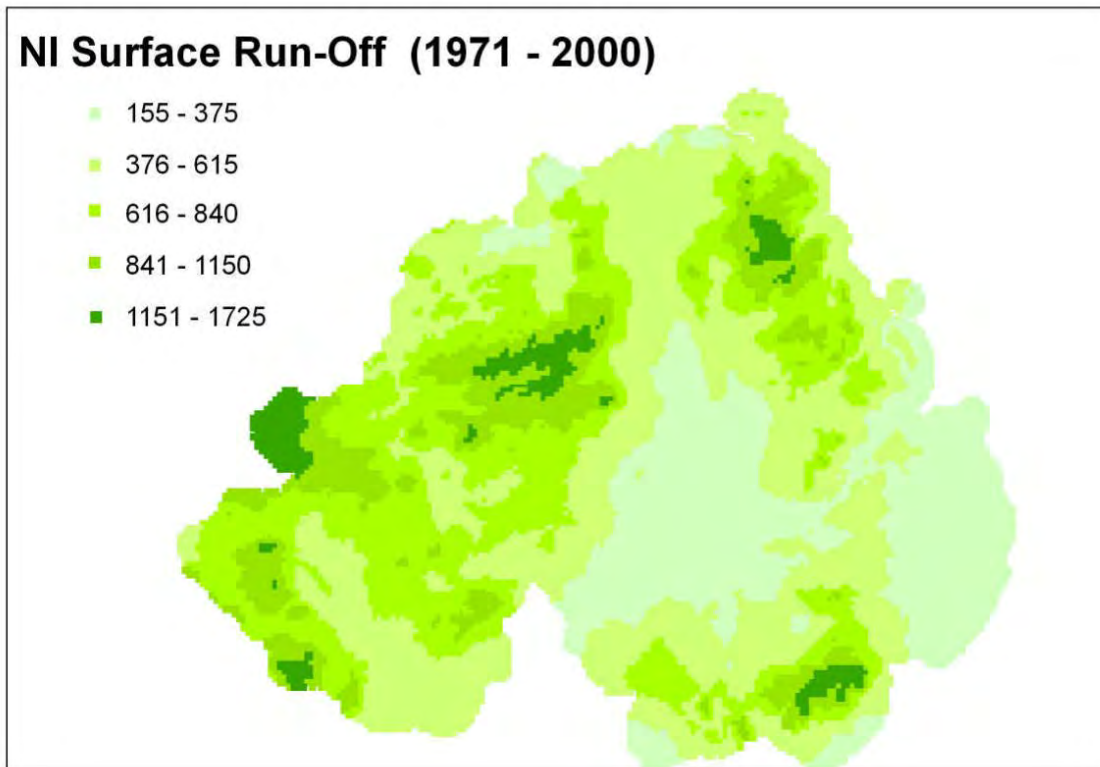 NI Surface Run-Off (1971 - 2000)
155 - 375
376 - 615
616 - 840
841 - 1150
1151 - 1725